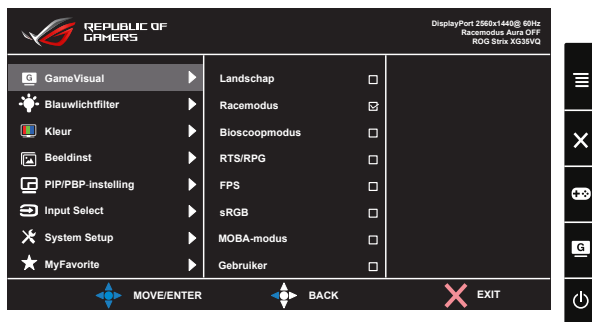 REPUBLIC OF
GAMERS
DisplayPort 2560x1440@ 60Hz
Racemodus Aura OFF
ROG Strix XG35VQ
G GameVisual
Blauwlichtfilter
Kleur
Beeldinst
PIP/PBP-instelling
Input Select
System Setup
MyFavorite
Landschap
Racemodus
Bioscoopmodus
RTS/RPG
FPS
sRGB
MOBA-modus
Gebruiker
MOVE/ENTER
BACK
EXIT
G